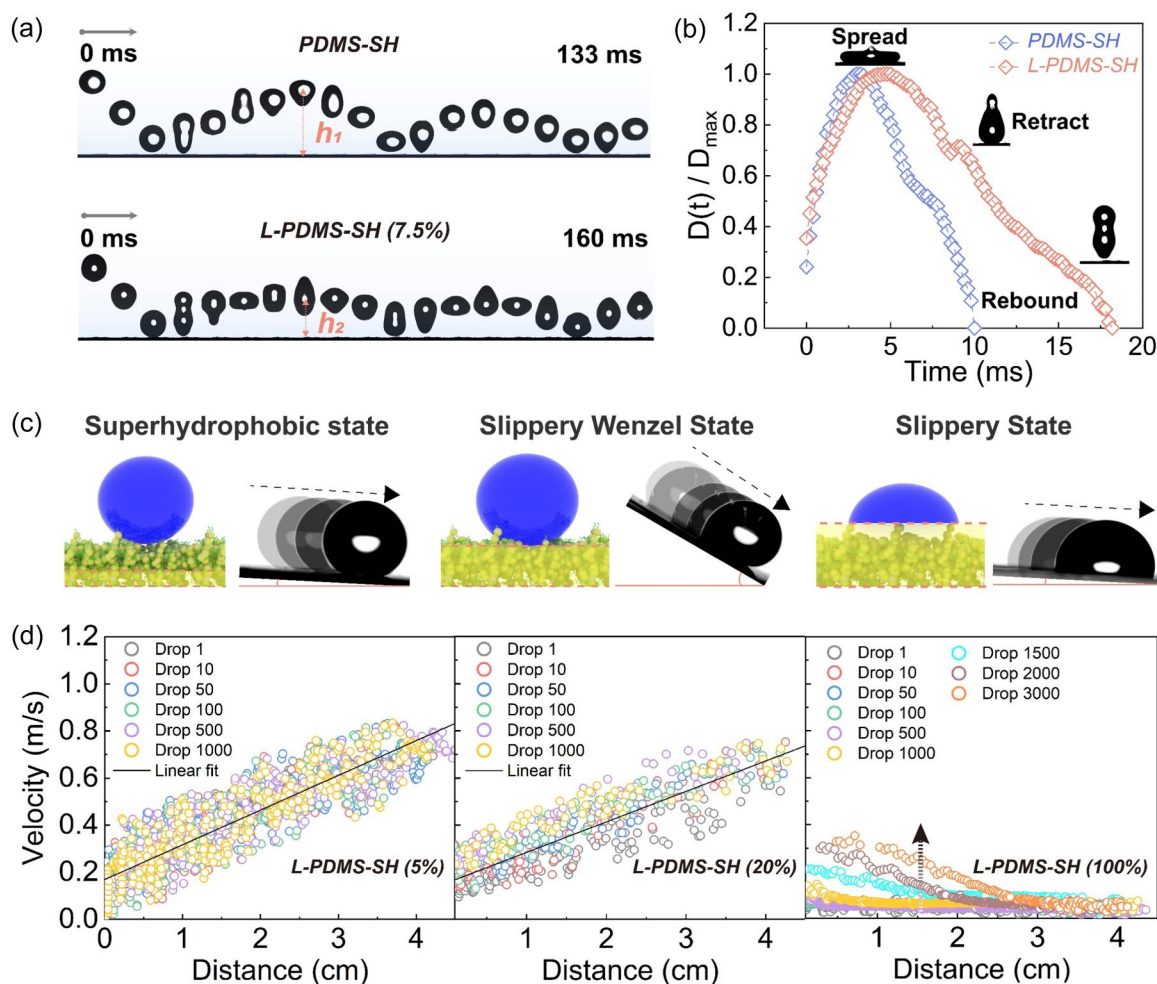 (a)
PDMS-SH
0 ms
133 ms
h₁
L-PDMS-SH (7.5%)
0 ms
160 ms
h₂
(b)
D(t) / Dmax
1.2
1.0
0.8
0.6
0.4
0.2
0.0
Spread
PDMS-SH
L-PDMS-SH
Retract
Rebound
0 5 10 15 20
Time (ms)
(c)
Superhydrophobic state
Slippery Wenzel State
Slippery State
(d)
Velocity (m/s)
1.2
1.0
0.8
0.6
0.4
0.2
0.0
Drop 1
Drop 10
Drop 50
Drop 100
Drop 500
Drop 1000
Linear fit
L-PDMS-SH (5%)
0 1 2 3 4
Distance (cm)
Drop 1
Drop 10
Drop 50
Drop 100
Drop 500
Drop 1000
Linear fit
L-PDMS-SH (20%)
1 2 3 4
Distance (cm)
Drop 1
Drop 10
Drop 50
Drop 100
Drop 500
Drop 1000
Drop 1500
Drop 2000
Drop 3000
L-PDMS-SH (100%)
1 2 3 4
Distance (cm)